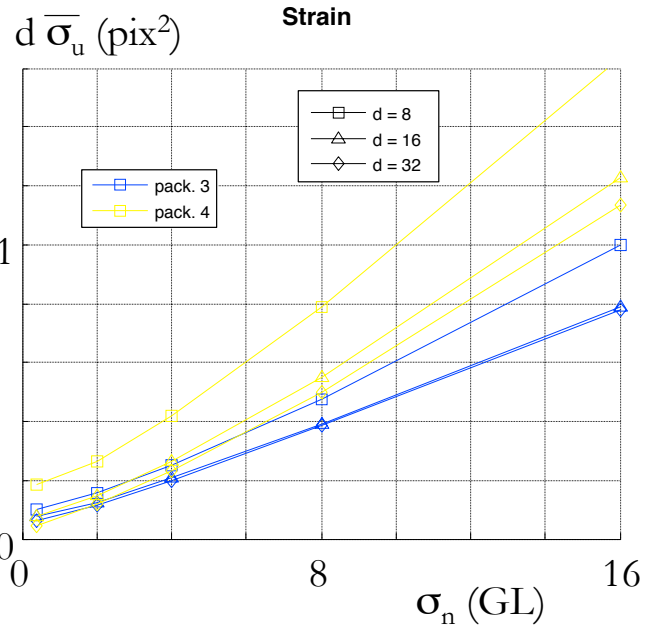 Strain
d σ̅ᵤ (pix²)
d = 8
d = 16
d = 32
pack. 3
pack. 4
1
0
0
8
16
σₙ (GL)